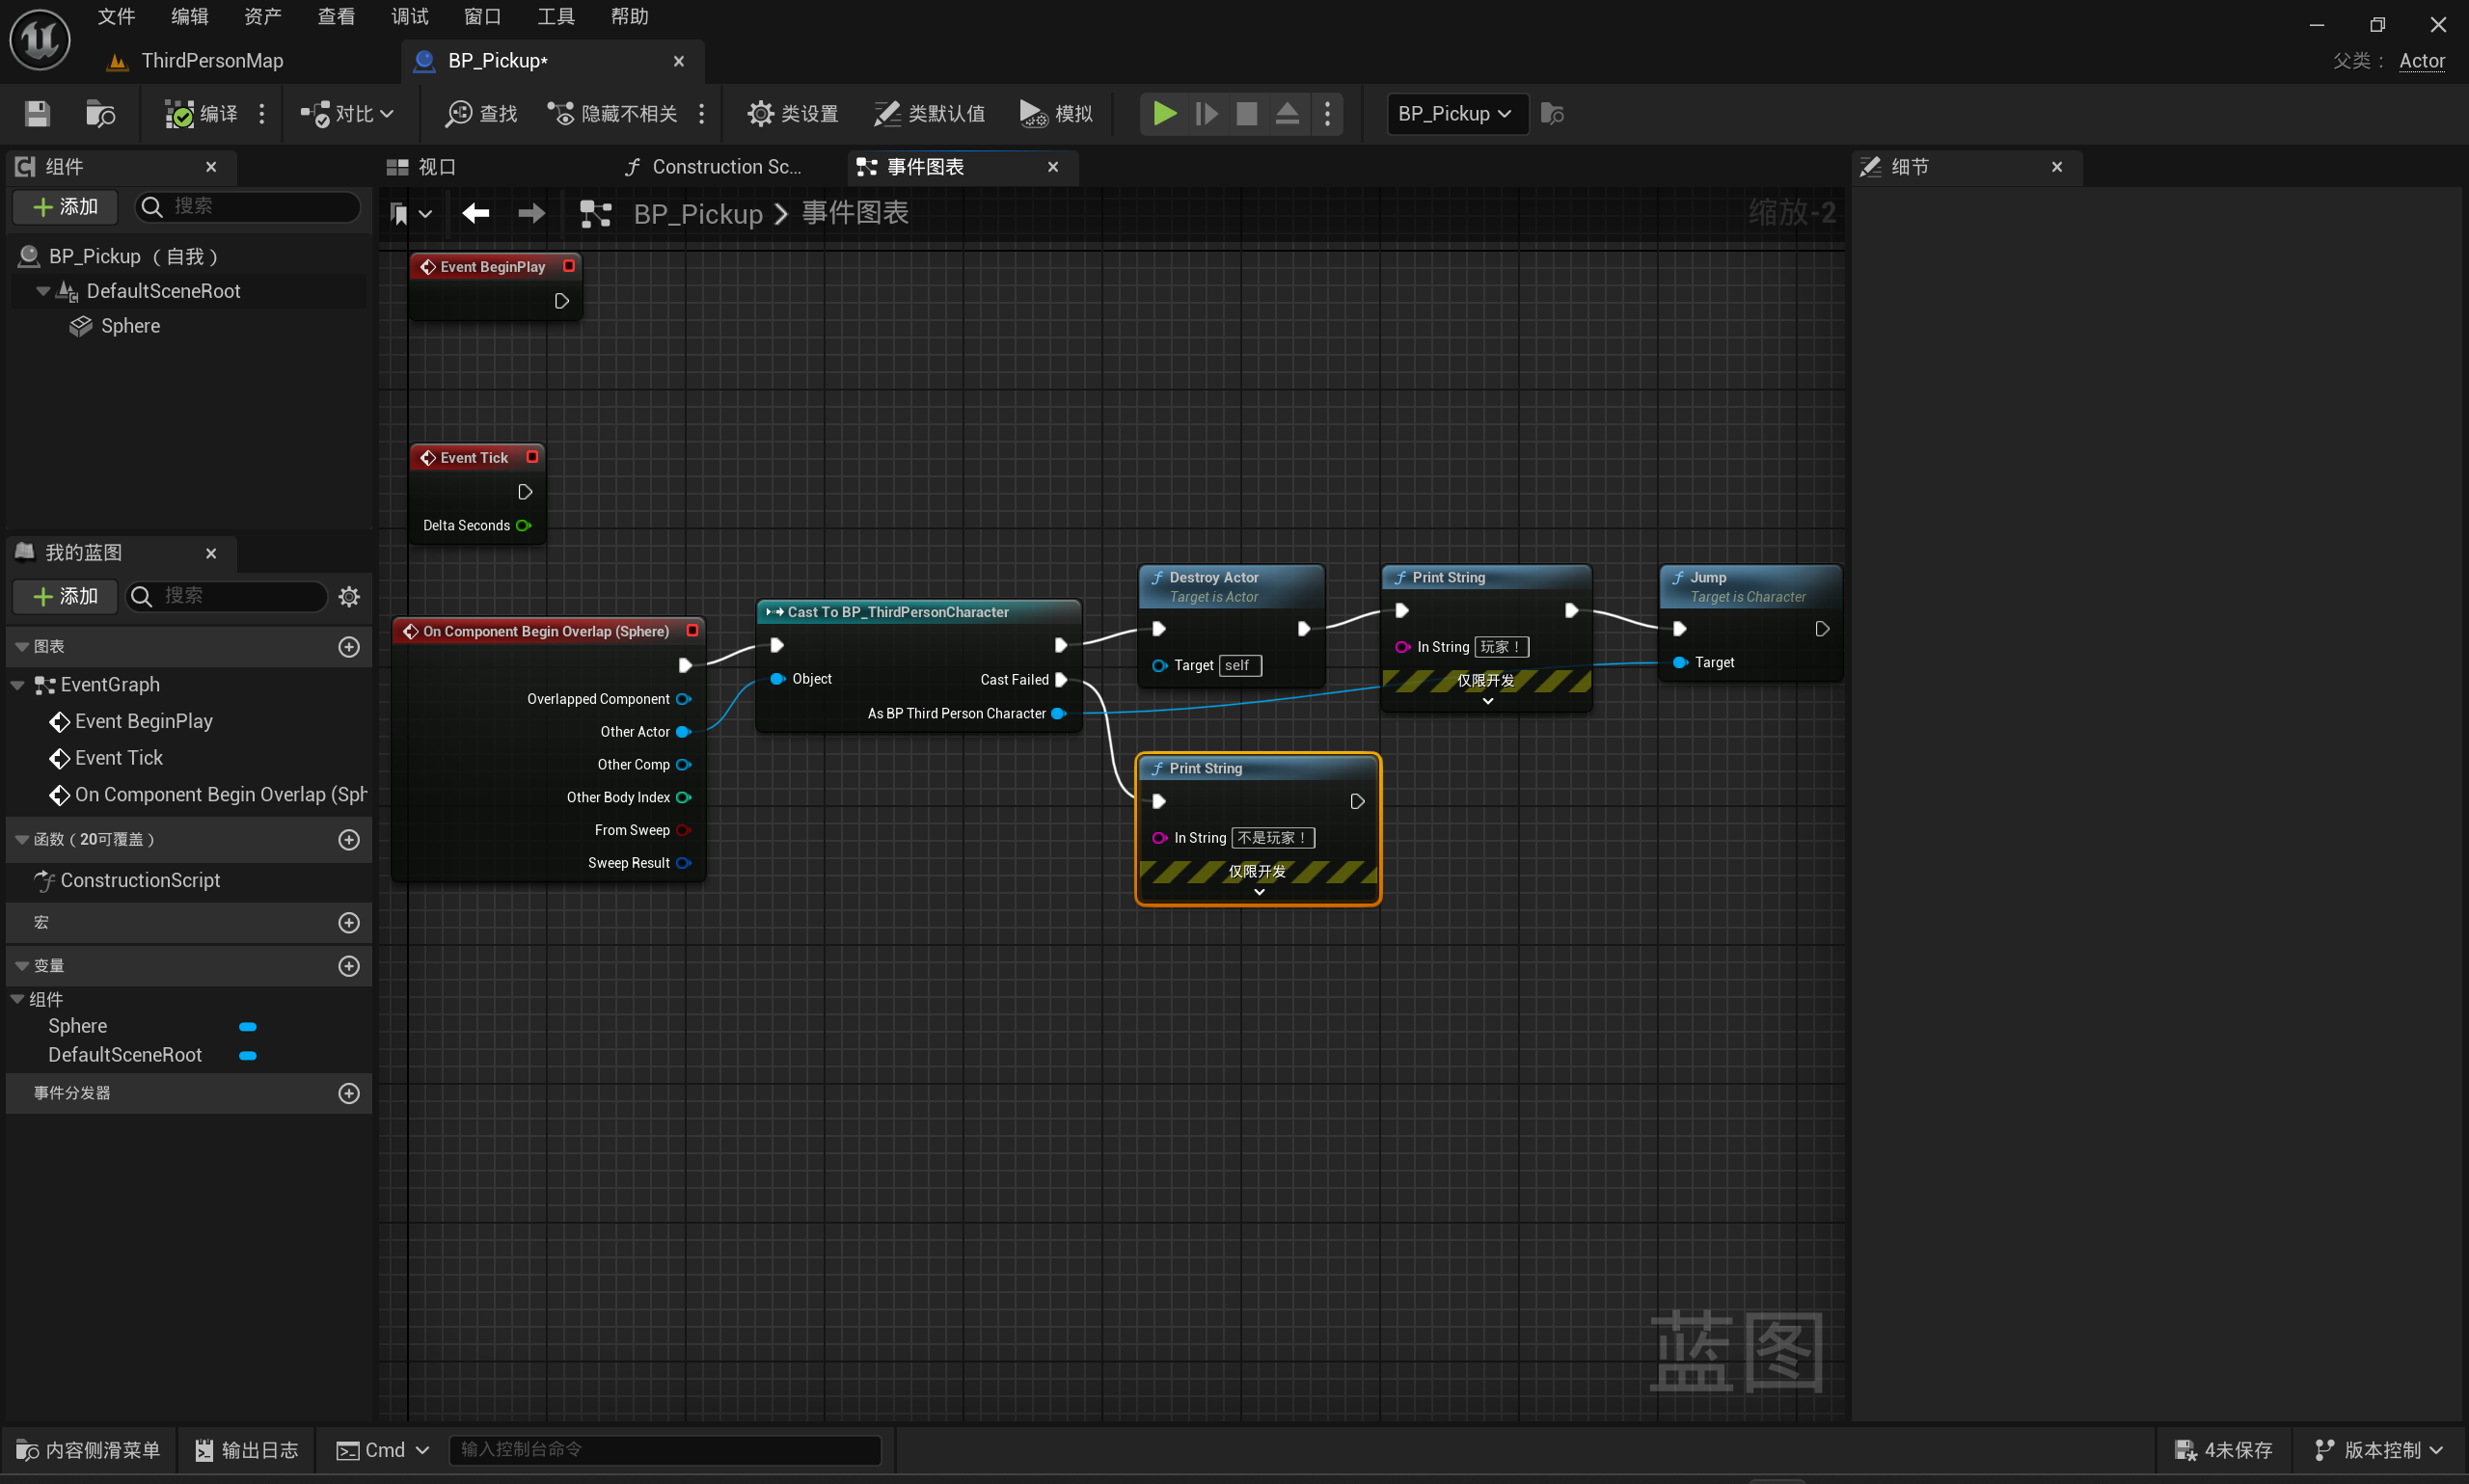 文件 编辑 资产 查看 调试 窗口 工具 帮助
ThirdPersonMap BP_Pickup*
父类： Actor
编译 对比 查找 隐藏不相关 类设置 类默认值 模拟 BP_Pickup
组件
添加 搜索
BP_Pickup （自我）
DefaultSceneRoot
Sphere
我的蓝图
添加 搜索
图表
EventGraph
Event BeginPlay
Event Tick
On Component Begin Overlap (Sph
函数（20可覆盖）
ConstructionScript
宏
变量
组件
Sphere
DefaultSceneRoot
事件分发器
视口 Construction Sc... 事件图表
BP_Pickup 事件图表 缩放-2
Event BeginPlay
Event Tick
Delta Seconds
On Component Begin Overlap (Sphere)
Overlapped Component
Other Actor
Other Comp
Other Body Index
From Sweep
Sweep Result
Cast To BP_ThirdPersonCharacter
Object
Cast Failed
As BP Third Person Character
Destroy Actor
Target is Actor
Target self
Print String
In String 玩家！
仅限开发
Jump
Target is Character
Target
Print String
In String 不是玩家！
仅限开发
蓝图
细节
内容侧滑菜单 输出日志 Cmd 输入控制台命令 4未保存 版本控制